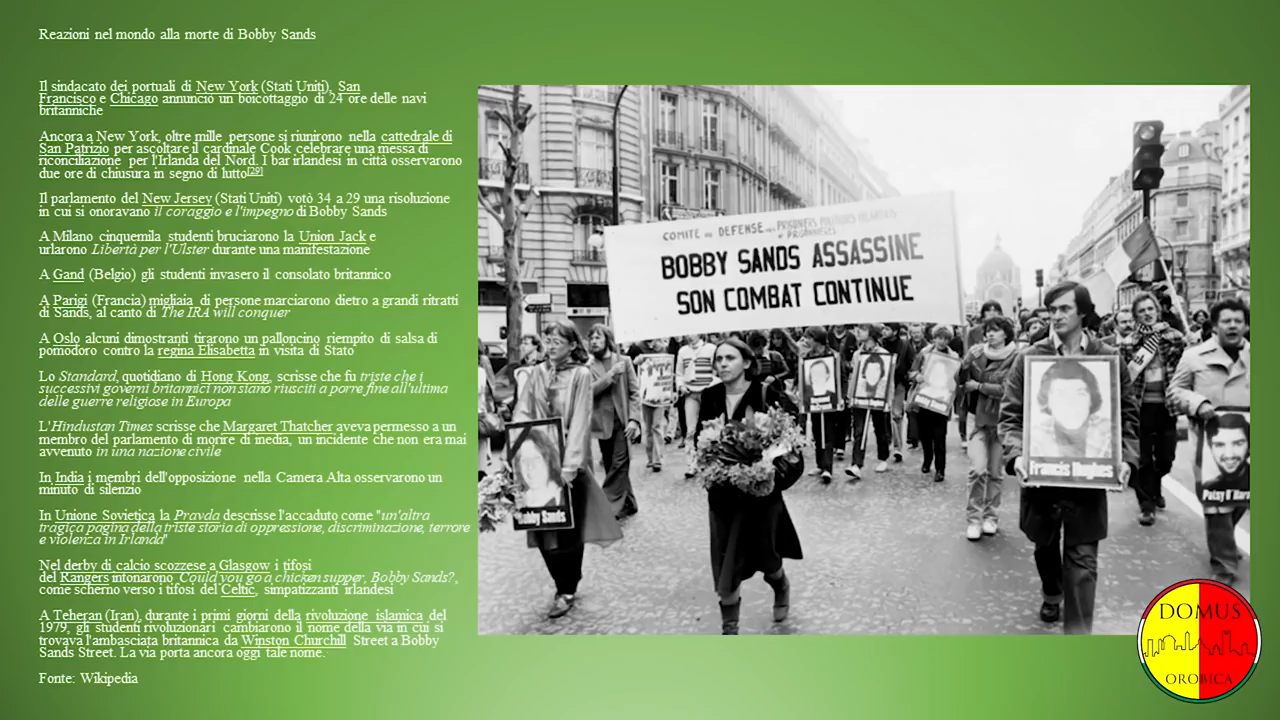 Reazioni nel mondo alla morte di Bobby Sands
Il sindacato dei portuali di New York (Stati Uniti), San
Francisco e Chicago annunciò un boicottaggio di 24 ore delle navi
britanniche
Ancora a New York, oltre mille persone si riunirono nella cattedrale di
San Patrizio per ascoltare il cardinale Cook celebrare una messa di
riconciliazione per l'Irlanda del Nord. I bar irlandesi in città osservarono
due ore di chiusura in segno di lutto[29]
Il parlamento del New Jersey (Stati Uniti) votò 34 a 29 una risoluzione
in cui si onoravano il coraggio e l'impegno di Bobby Sands
A Milano cinquemila studenti bruciarono la Union Jack e
urlarono Libertà per l'Ulster durante una manifestazione
A Gand (Belgio) gli studenti invasero il consolato britannico
A Parigi (Francia) migliaia di persone marciarono dietro a grandi ritratti
di Sands, al canto di The IRA will conquer
A Oslo alcuni dimostranti tirarono un palloncino riempito di salsa di
pomodoro contro la regina Elisabetta in visita di Stato
Lo Standard, quotidiano di Hong Kong, scrisse che fu triste che i
successivi governi britannici non siano riusciti a porre fine all'ultima
delle guerre religiose in Europa
L'Hindustan Times scrisse che Margaret Thatcher aveva permesso a un
membro del parlamento di morire di inedia, un incidente che non era mai
avvenuto in una nazione civile
In India i membri dell'opposizione nella Camera Alta osservarono un
minuto di silenzio
In Unione Sovietica la Pravda descrisse l'accaduto come "un'altra
tragica pagina della triste storia di oppressione, discriminazione, terrore
e violenza in Irlanda"
Nel derby di calcio scozzese a Glasgow i tifosi
del Rangers intonarono Could you go a chicken supper, Bobby Sands?,
come scherno verso i tifosi del Celtic, simpatizzanti irlandesi
A Teheran (Iran), durante i primi giorni della rivoluzione islamica del
1979, gli studenti rivoluzionari cambiarono il nome della via in cui si
trovava l'ambasciata britannica da Winston Churchill Street a Bobby
Sands Street. La via porta ancora oggi tale nome.
Fonte: Wikipedia
COMITE DE DEFENSE DES PRISONNIERS POLITIQUES IRLANDAIS
BOBBY SANDS ASSASSINE
SON COMBAT CONTINUE
Bobby Sands
Francis Hughes
Patsy O'Hara
DOMUS
OROBICA